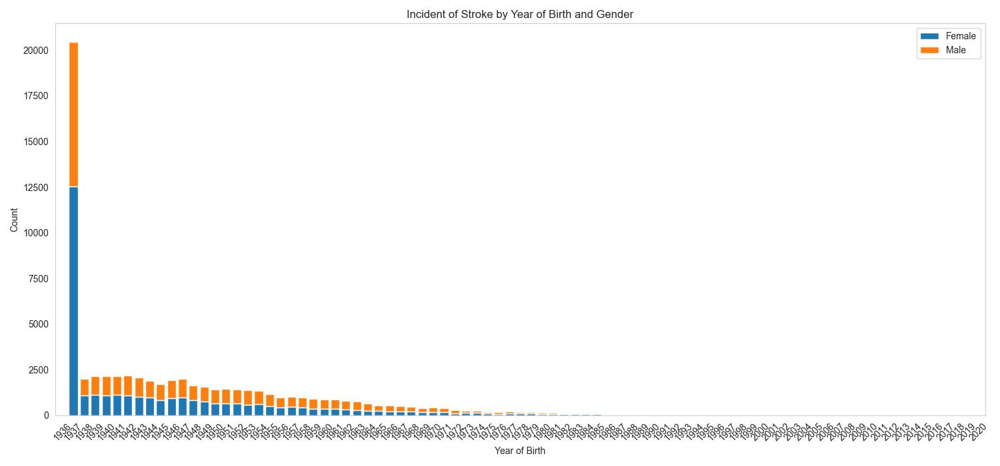 Incident of Stroke by Year of Birth and Gender
Female
Male
20000
17500
15000
12500
10000
7500
5000
2500
0
Count
1936 1937 1938 1939 1940 1941 1942 1943 1944 1945 1946 1947 1948 1949 1950 1951 1952 1953 1954 1955 1956 1957 1958 1959 1960 1961 1962 1963 1964 1965 1966 1967 1968 1969 1970 1971 1972 1973 1974 1975 1976 1977 1978 1979 1980 1981 1982 1983 1984 1985 1986 1987 1988 1989 1990 1991 1992 1993 1994 1995 1996 1997 1998 1999 2000 2001 2002 2003 2004 2005 2006 2007 2008 2009 2010 2011 2012 2013 2014 2015 2016 2017 2018 2019 2020
Year of Birth